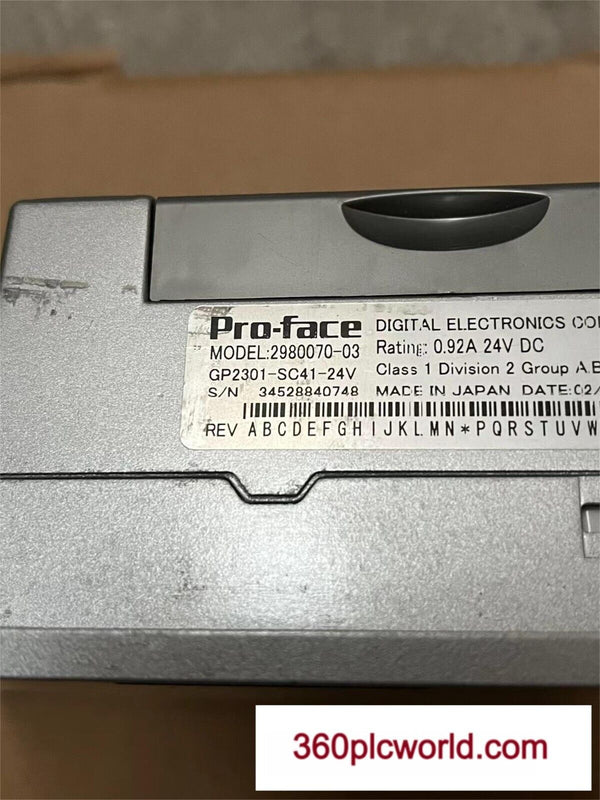 Pro-face DIGITAL ELECTRONICS CO
MODEL:2980070-03 Rating: 0.92A 24V DC
GP2301-SC41-24V Class 1 Division 2 Group A.B
S/N 34528840748 MADE IN JAPAN DATE:02/
REV A B C D E F G H I J K L M N * P Q R S T U V W
360plcworld.com